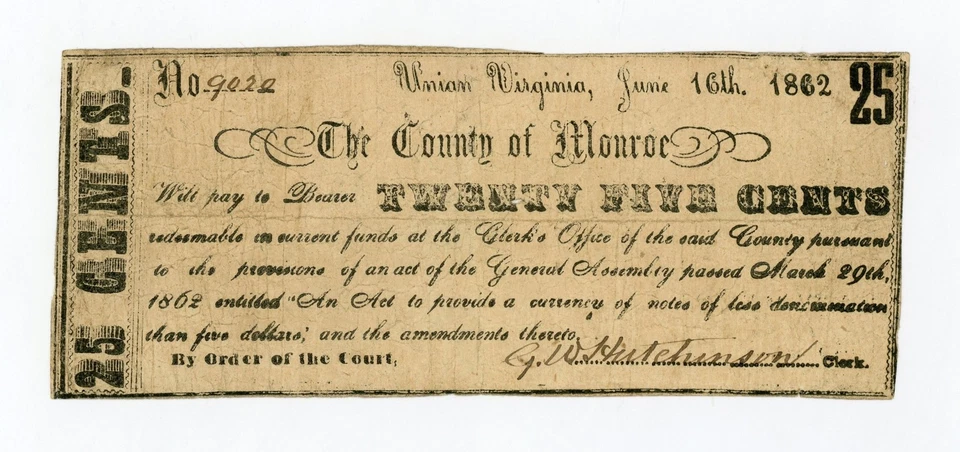 25 CENTS
No 9020 Union Virginia, June 16th. 1862 25
The County of Monroe
Will pay to Bearer TWENTY FIVE CENTS
redeemable in current funds at the Clerk's Office of the said County pursuant
to the provisions of an act of the General Assembly passed March 29th,
1862 entitled "An Act to provide a currency of notes of less denomination
than five dollars," and the amendments thereto,
By Order of the Court, G. W. Hutchinson Clerk.